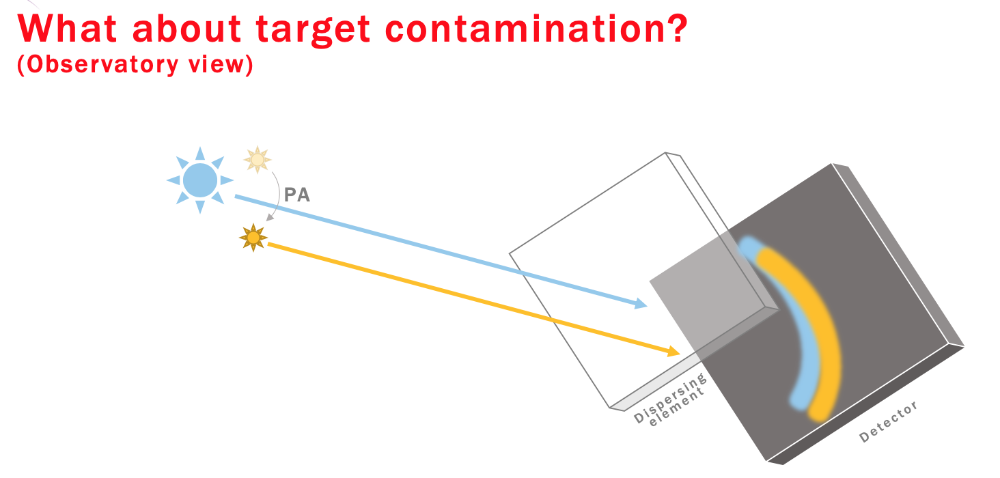 What about target contamination?
(Observatory view)
PA
Dispersing
element
Detector